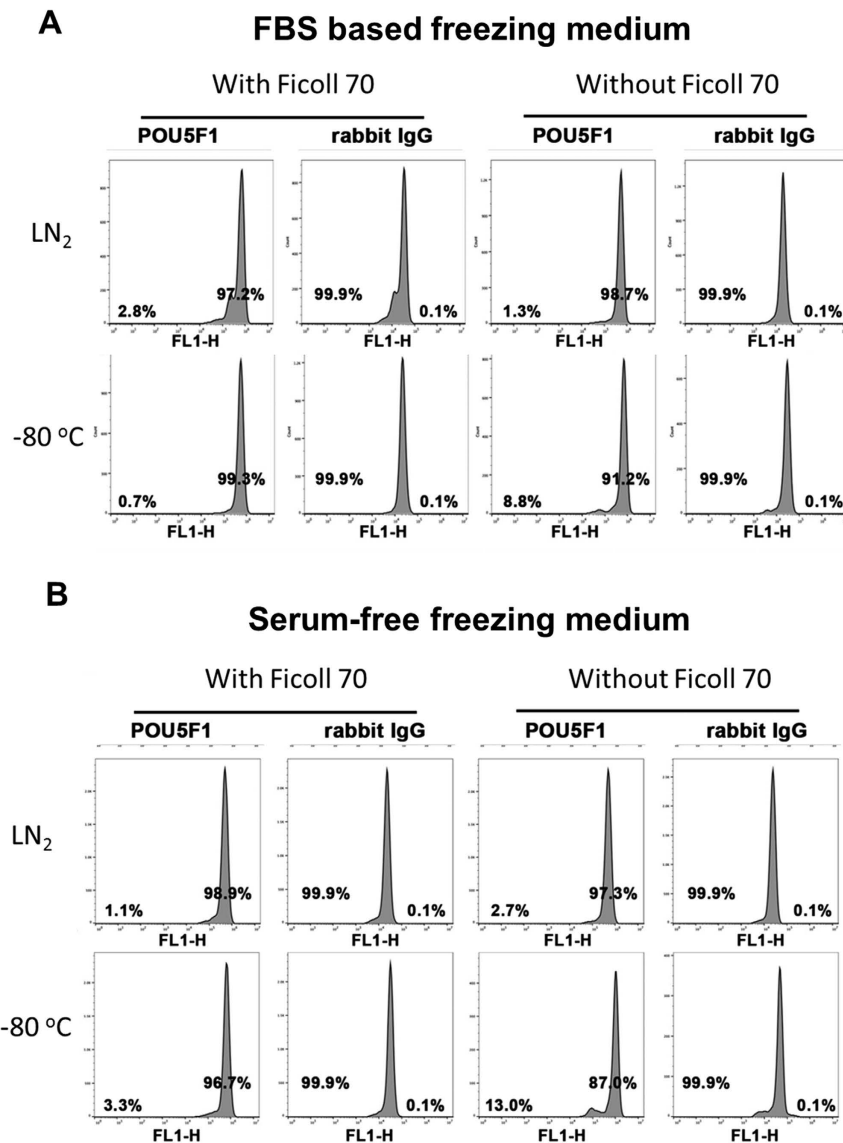 A
FBS based freezing medium
With Ficoll 70 Without Ficoll 70
POU5F1 rabbit IgG POU5F1 rabbit IgG
LN₂
2.8% 97.2% 99.9% 0.1% 1.3% 98.7% 99.9% 0.1%
FL1-H FL1-H FL1-H FL1-H
-80 °C
0.7% 99.3% 99.9% 0.1% 8.8% 91.2% 99.9% 0.1%
FL1-H FL1-H FL1-H FL1-H
B
Serum-free freezing medium
With Ficoll 70 Without Ficoll 70
POU5F1 rabbit IgG POU5F1 rabbit IgG
LN₂
1.1% 98.9% 99.9% 0.1% 2.7% 97.3% 99.9% 0.1%
FL1-H FL1-H FL1-H FL1-H
-80 °C
3.3% 96.7% 99.9% 0.1% 13.0% 87.0% 99.9% 0.1%
FL1-H FL1-H FL1-H FL1-H